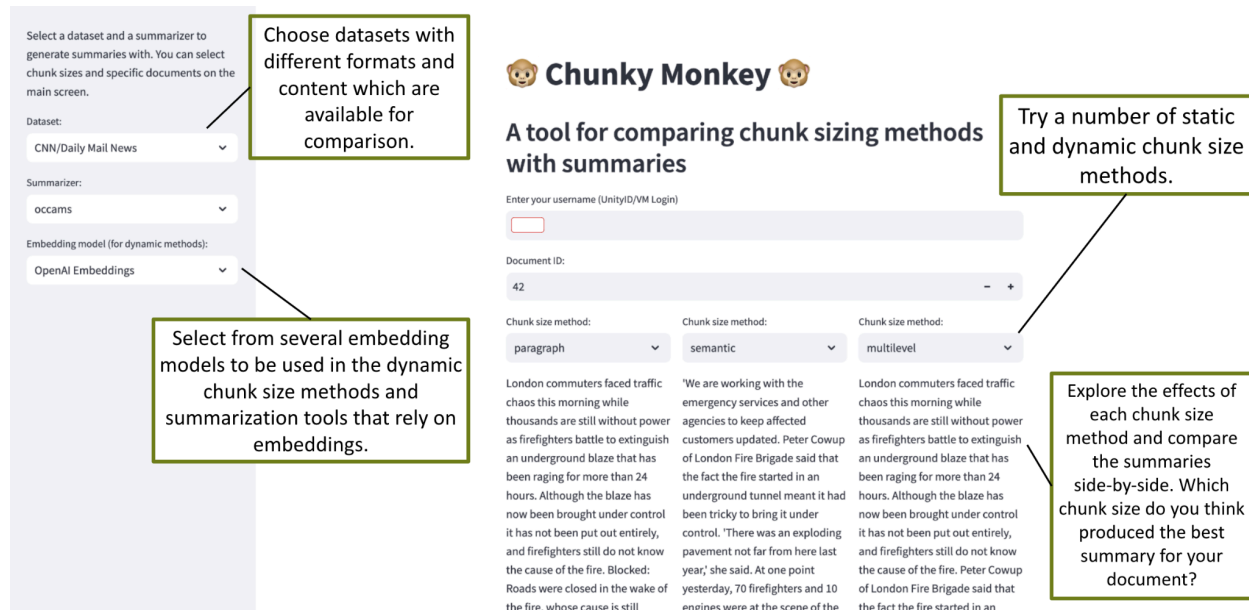 Select a dataset and a summarizer to
generate summaries with. You can select
chunk sizes and specific documents on the
main screen.
Dataset:
CNN/Daily Mail News
Summarizer:
occams
Embedding model (for dynamic methods):
OpenAI Embeddings
Choose datasets with
different formats and
content which are
available for
comparison.
Select from several embedding
models to be used in the dynamic
chunk size methods and
summarization tools that rely on
embeddings.
🐵 Chunky Monkey 🐵
A tool for comparing chunk sizing methods
with summaries
Enter your username (UnityID/VM Login)
Document ID:
42
− +
Chunk size method:
paragraph
London commuters faced traffic
chaos this morning while
thousands are still without power
as firefighters battle to extinguish
an underground blaze that has
been raging for more than 24
hours. Although the blaze has
now been brought under control
it has not been put out entirely,
and firefighters still do not know
the cause of the fire. Blocked:
Roads were closed in the wake of
the fire, whose cause is still
Chunk size method:
semantic
'We are working with the
emergency services and other
agencies to keep affected
customers updated. Peter Cowup
of London Fire Brigade said that
the fact the fire started in an
underground tunnel meant it had
been tricky to bring it under
control. 'There was an exploding
pavement not far from here last
year,' she said. At one point
yesterday, 70 firefighters and 10
engines were at the scene of the
Chunk size method:
multilevel
London commuters faced traffic
chaos this morning while
thousands are still without power
as firefighters battle to extinguish
an underground blaze that has
been raging for more than 24
hours. Although the blaze has
now been brought under control
it has not been put out entirely,
and firefighters still do not know
the cause of the fire. Peter Cowup
of London Fire Brigade said that
the fact the fire started in an
Try a number of static
and dynamic chunk size
methods.
Explore the effects of
each chunk size
method and compare
the summaries
side-by-side. Which
chunk size do you think
produced the best
summary for your
document?